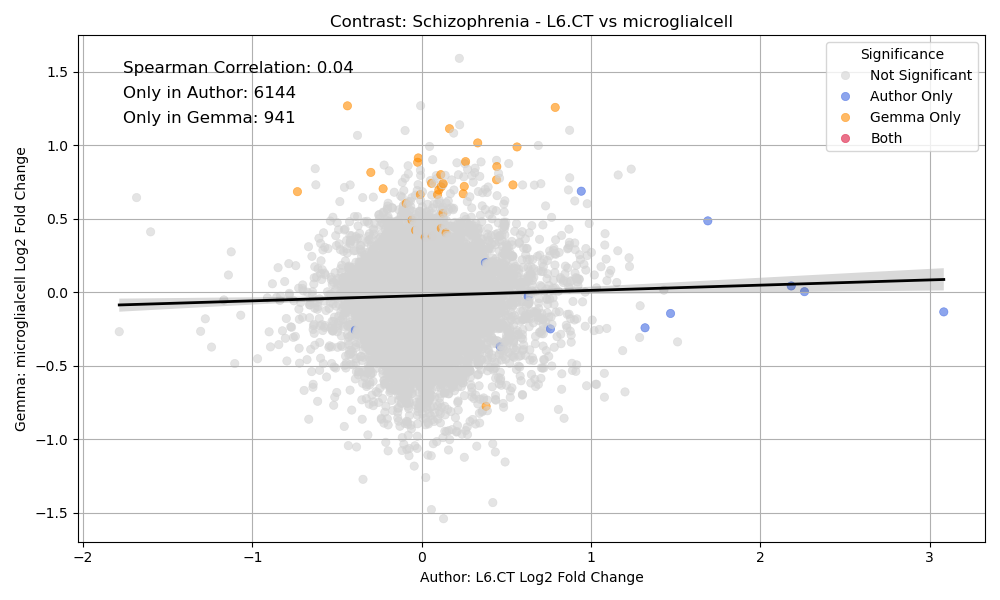 Contrast: Schizophrenia - L6.CT vs microglialcell
Spearman Correlation: 0.04
Only in Author: 6144
Only in Gemma: 941
Significance
Not Significant
Author Only
Gemma Only
Both
Gemma: microglialcell Log2 Fold Change
1.5
1.0
0.5
0.0
−0.5
−1.0
−1.5
−2
−1
0
1
2
3
Author: L6.CT Log2 Fold Change